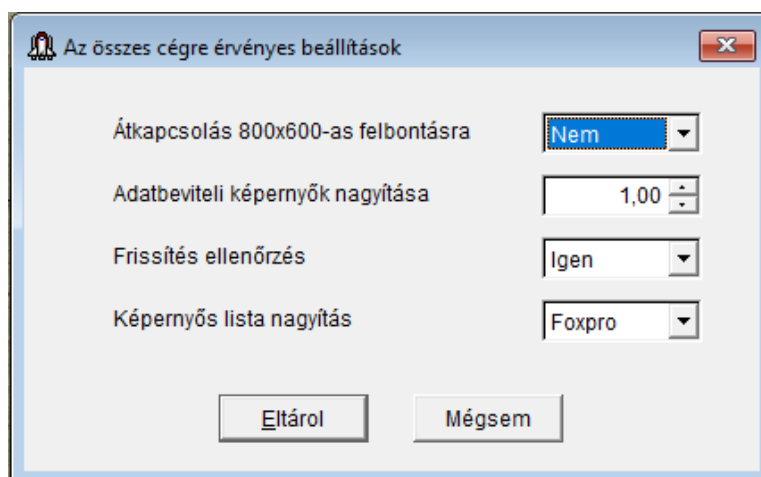 Az összes cégre érvényes beállítások
Átkapcsolás 800x600-as felbontásra Nem
Adatbeviteli képernyők nagyítása 1,00
Frissítés ellenőrzés Igen
Képernyős lista nagyítás Foxpro
Eltárol Mégsem